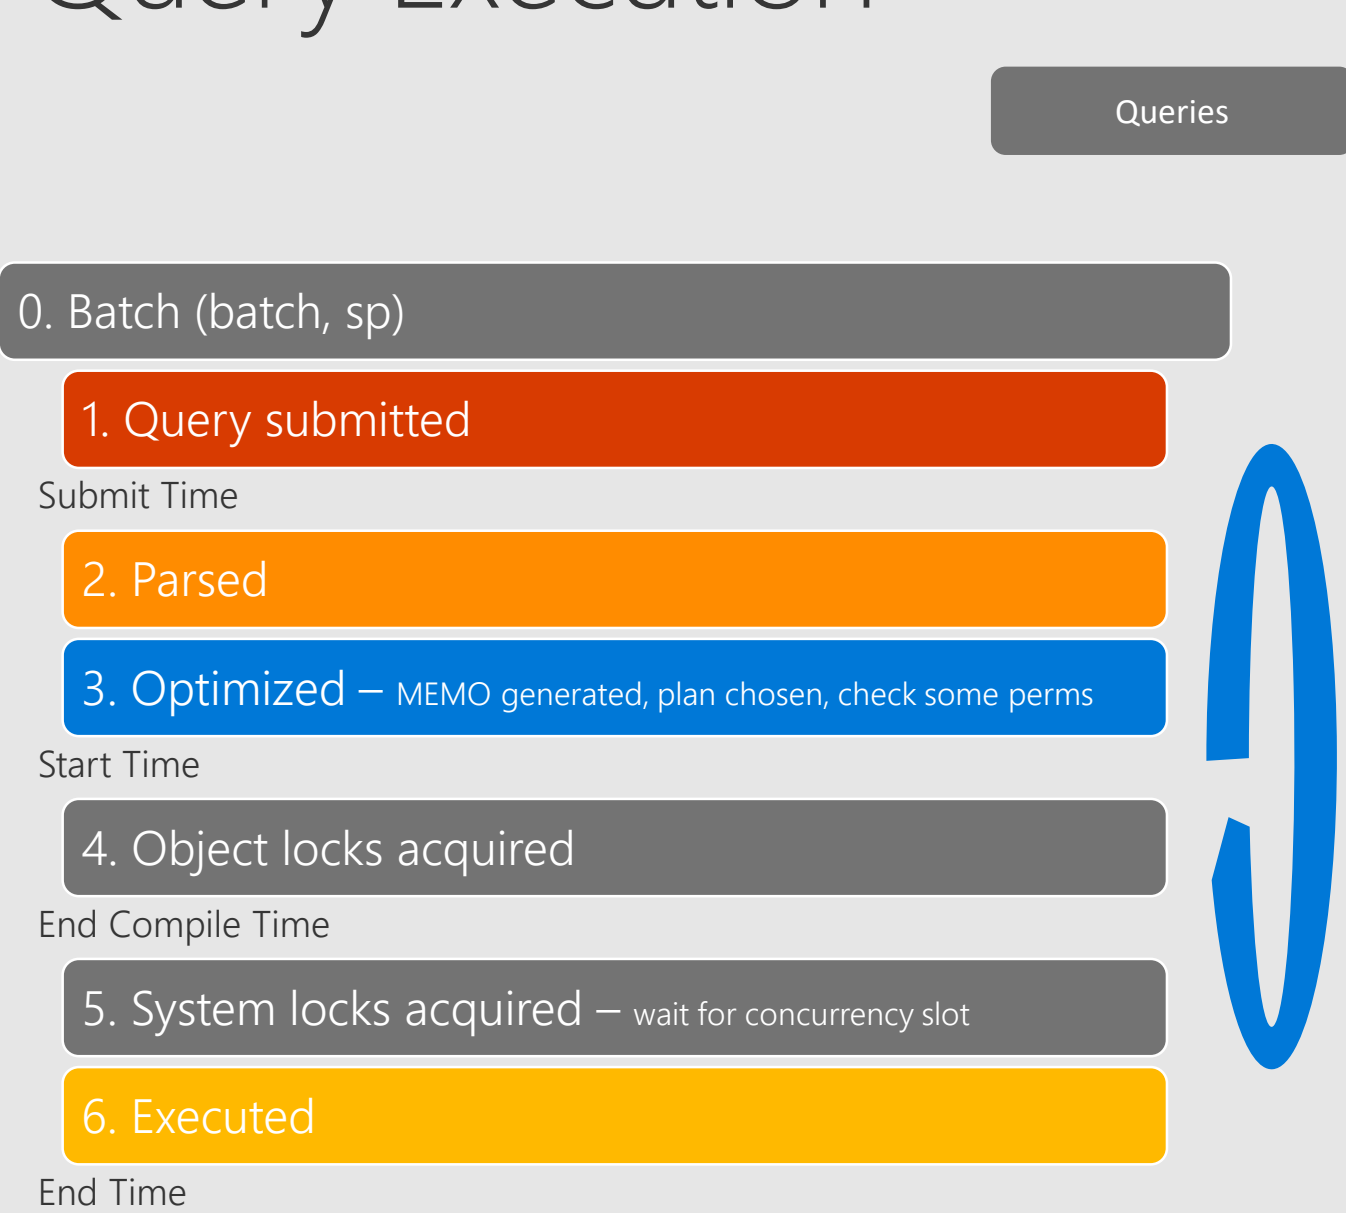 Query Execution
Queries
0. Batch (batch, sp)
1. Query submitted
Submit Time
2. Parsed
3. Optimized – MEMO generated, plan chosen, check some perms
Start Time
4. Object locks acquired
End Compile Time
5. System locks acquired – wait for concurrency slot
6. Executed
End Time